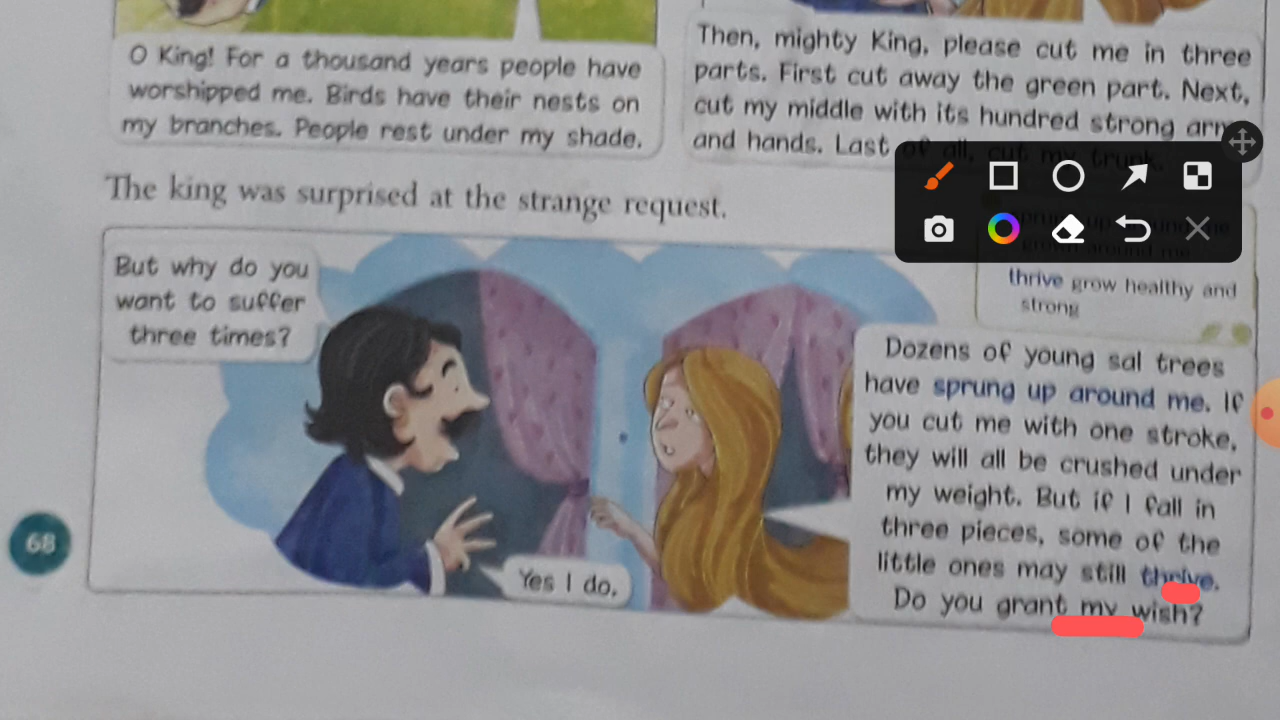 O King! For a thousand years people have
worshipped me. Birds have their nests on
my branches. People rest under my shade.
Then, mighty King, please cut me in three
parts. First cut away the green part. Next,
cut my middle with its hundred strong arm
and hands. Last of all, cut my trunk.
The king was surprised at the strange request.
But why do you
want to suffer
three times?
Yes I do.
thrive grow healthy and
strong
Dozens of young sal trees
have sprung up around me. If
you cut me with one stroke,
they will all be crushed under
my weight. But if I fall in
three pieces, some of the
little ones may still thrive.
Do you grant my wish?
68